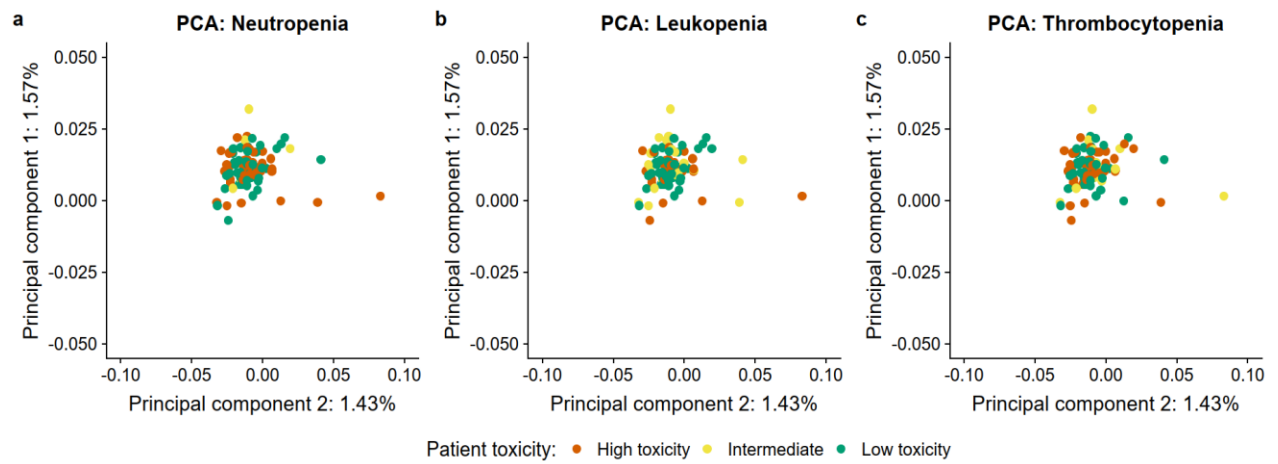 a PCA: Neutropenia
Principal component 1: 1.57%
0.050
0.025
0.000
-0.025
-0.050
-0.10 -0.05 0.00 0.05 0.10
Principal component 2: 1.43%
b PCA: Leukopenia
Principal component 1: 1.57%
0.050
0.025
0.000
-0.025
-0.050
-0.10 -0.05 0.00 0.05 0.10
Principal component 2: 1.43%
c PCA: Thrombocytopenia
Principal component 1: 1.57%
0.050
0.025
0.000
-0.025
-0.050
-0.10 -0.05 0.00 0.05 0.10
Principal component 2: 1.43%
Patient toxicity: High toxicity Intermediate Low toxicity